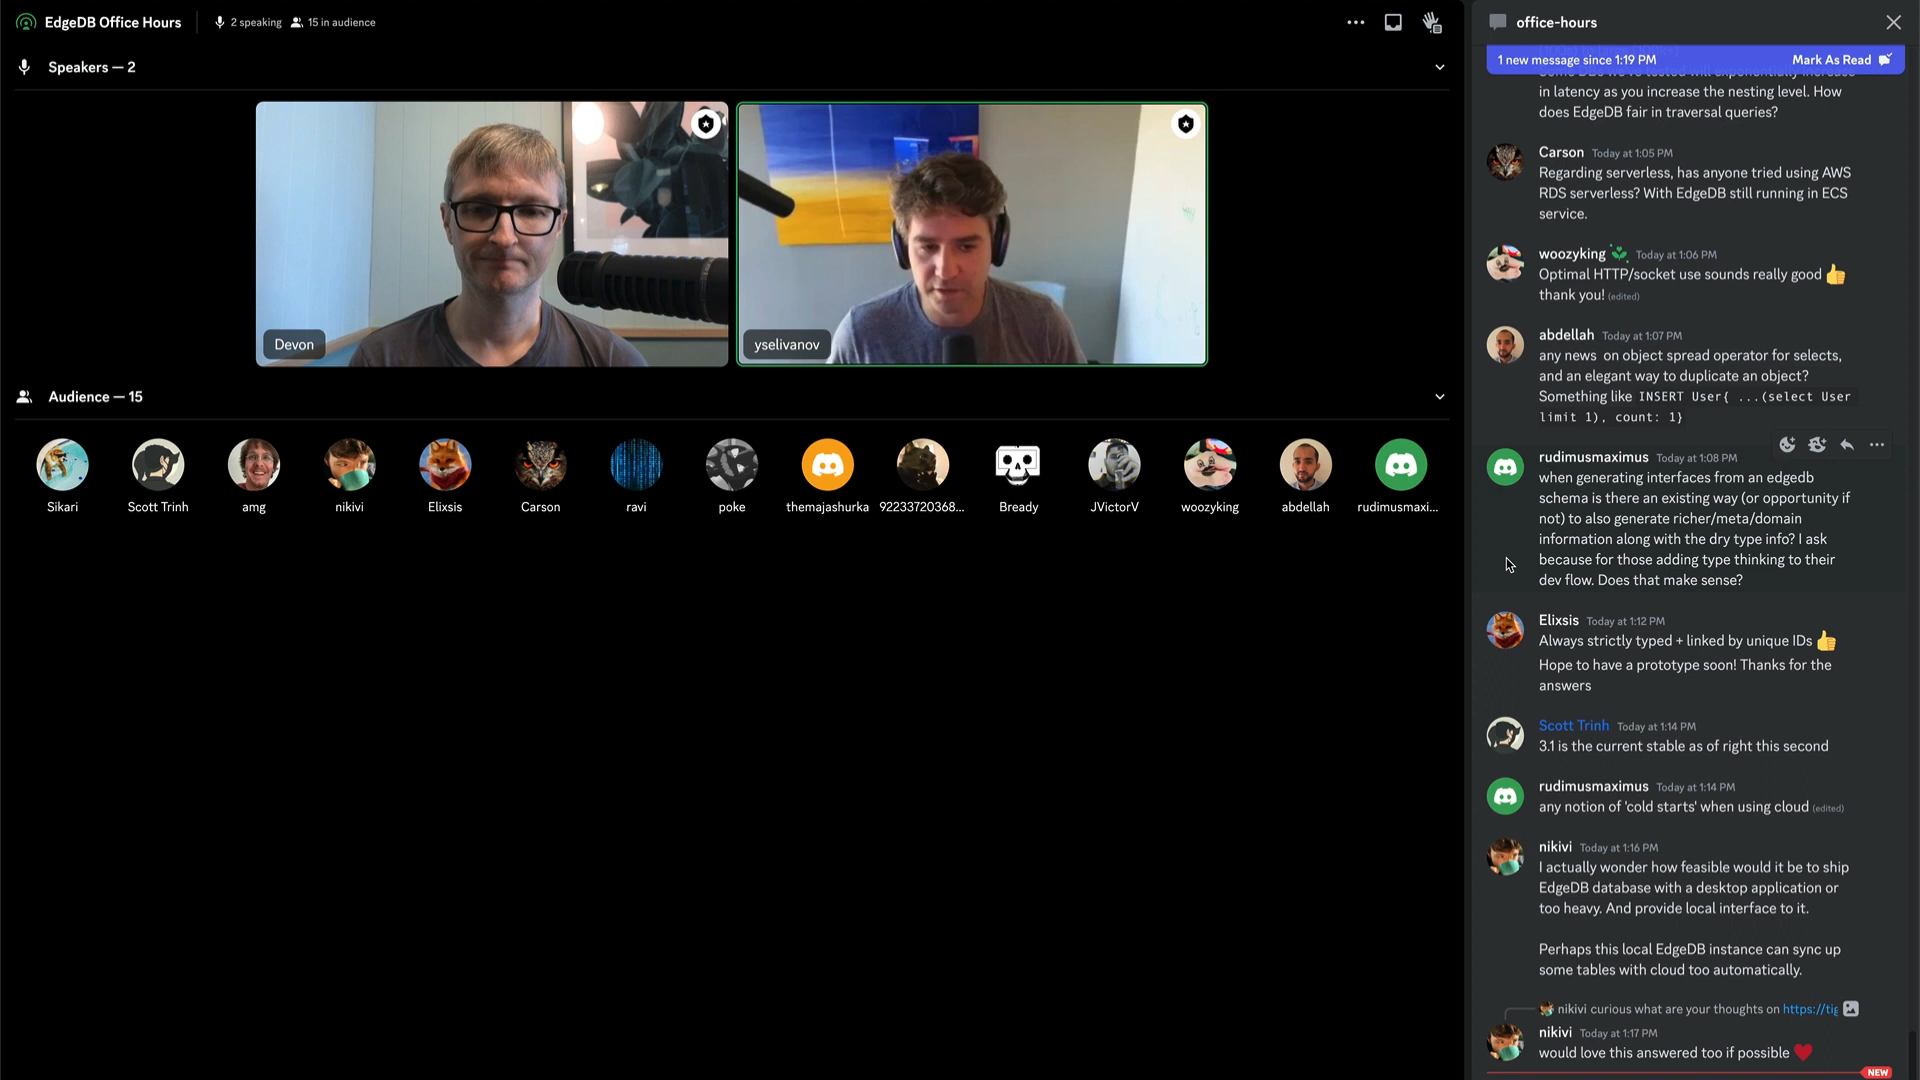 EdgeDB Office Hours
2 speaking
15 in audience
Speakers — 2
Devon
yselivanov
Audience — 15
Sikari
Scott Trinh
amg
nikivi
Elixsis
Carson
ravi
poke
themajashurka
92233720368...
Bready
JVictorV
woozyking
abdellah
rudimusmaxi...
office-hours
1 new message since 1:19 PM
Mark As Read
in latency as you increase the nesting level. How
does EdgeDB fair in traversal queries?
Carson Today at 1:05 PM
Regarding serverless, has anyone tried using AWS
RDS serverless? With EdgeDB still running in ECS
service.
woozyking Today at 1:06 PM
Optimal HTTP/socket use sounds really good 👍
thank you! (edited)
abdellah Today at 1:07 PM
any news on object spread operator for selects,
and an elegant way to duplicate an object?
Something like INSERT User{ ...(select User
limit 1), count: 1}
rudimusmaximus Today at 1:08 PM
when generating interfaces from an edgedb
schema is there an existing way (or opportunity if
not) to also generate richer/meta/domain
information along with the dry type info? I ask
because for those adding type thinking to their
dev flow. Does that make sense?
Elixsis Today at 1:12 PM
Always strictly typed + linked by unique IDs 👍
Hope to have a prototype soon! Thanks for the
answers
Scott Trinh Today at 1:14 PM
3.1 is the current stable as of right this second
rudimusmaximus Today at 1:14 PM
any notion of 'cold starts' when using cloud (edited)
nikivi Today at 1:16 PM
I actually wonder how feasible would it be to ship
EdgeDB database with a desktop application or
too heavy. And provide local interface to it.
Perhaps this local EdgeDB instance can sync up
some tables with cloud too automatically.
nikivi curious what are your thoughts on https://tig
nikivi Today at 1:17 PM
would love this answered too if possible ❤️
NEW